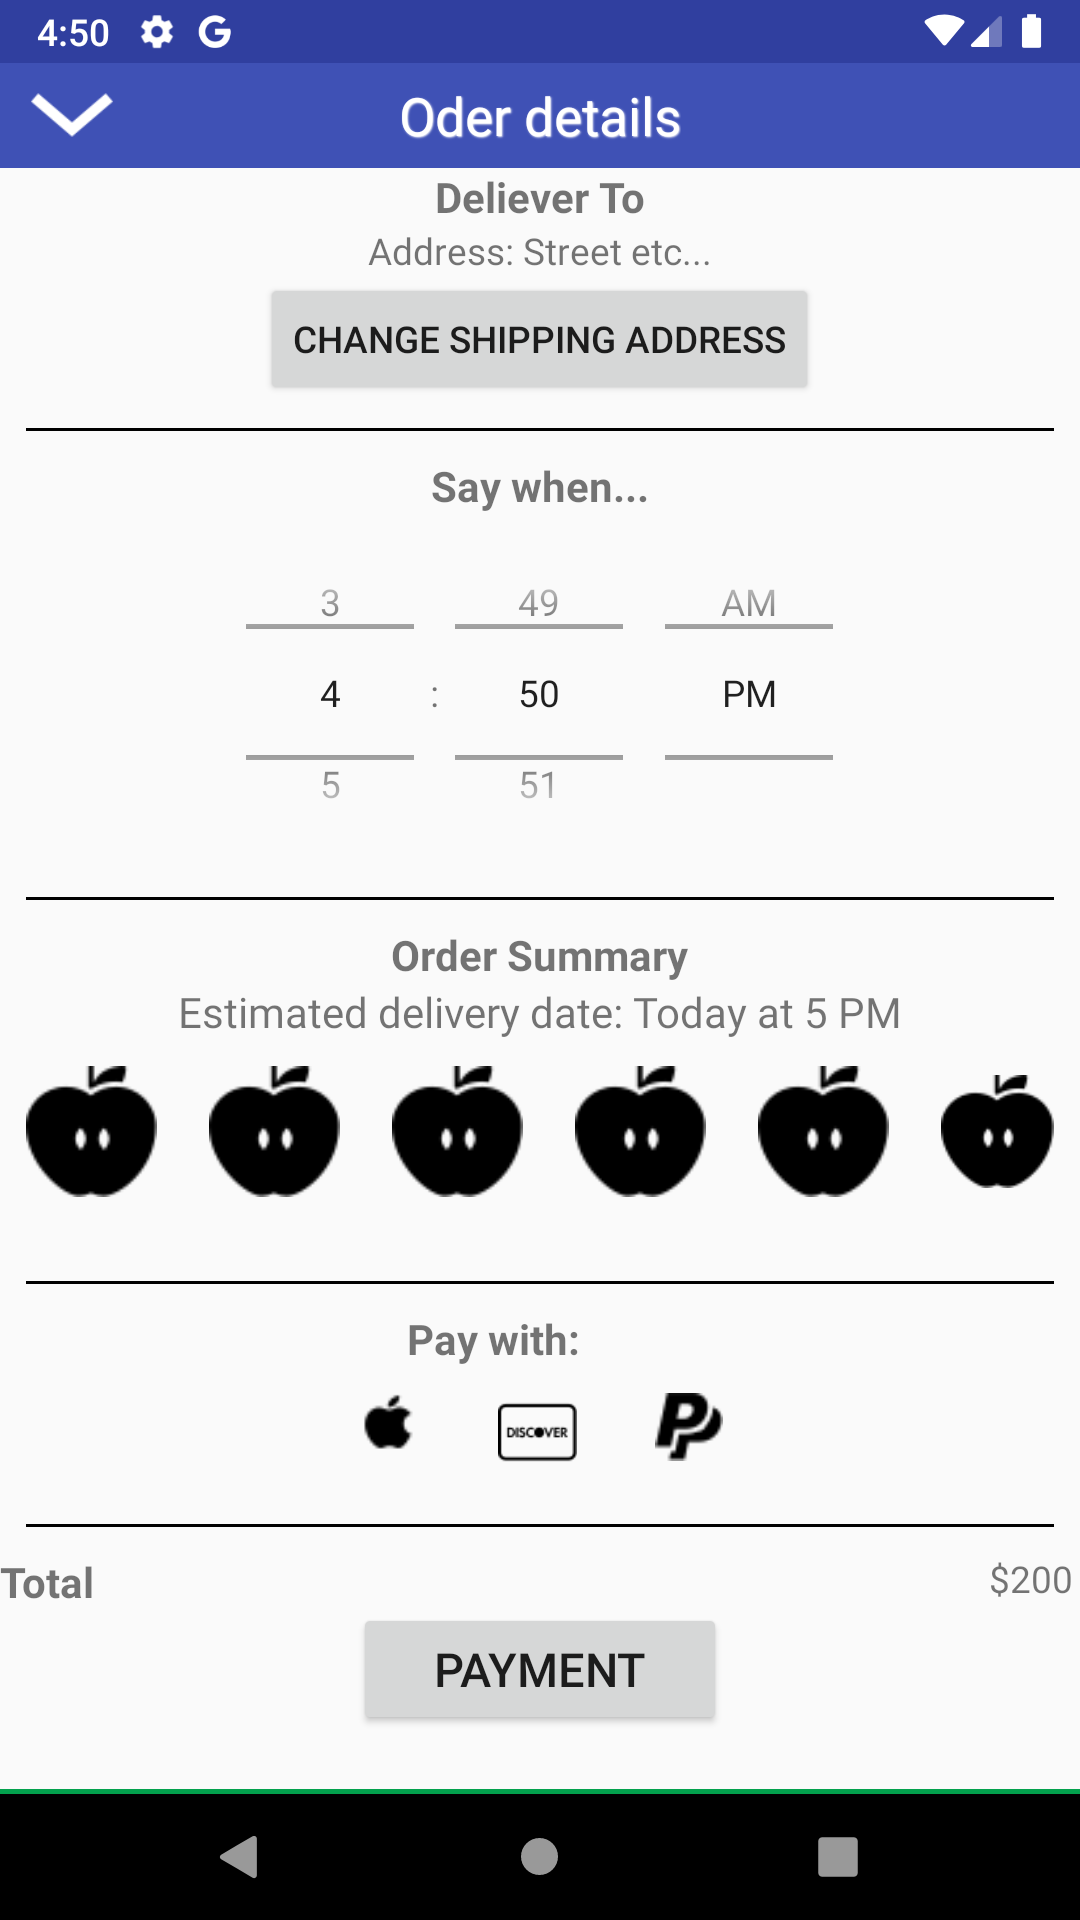 4:50
Oder details
Deliever To
Address: Street etc...
CHANGE SHIPPING ADDRESS
Say when...
3 49 AM
4 : 50 PM
5 51
Order Summary
Estimated delivery date: Today at 5 PM
Pay with:
DISCOVER
Total $200
PAYMENT